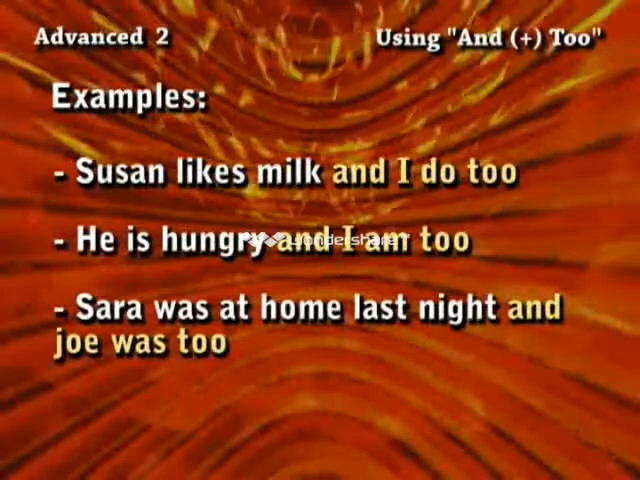 Advanced 2
Using "And (+) Too"
Examples:
- Susan likes milk and I do too
- He is hungry and I am too
wondershare
- Sara was at home last night and
joe was too